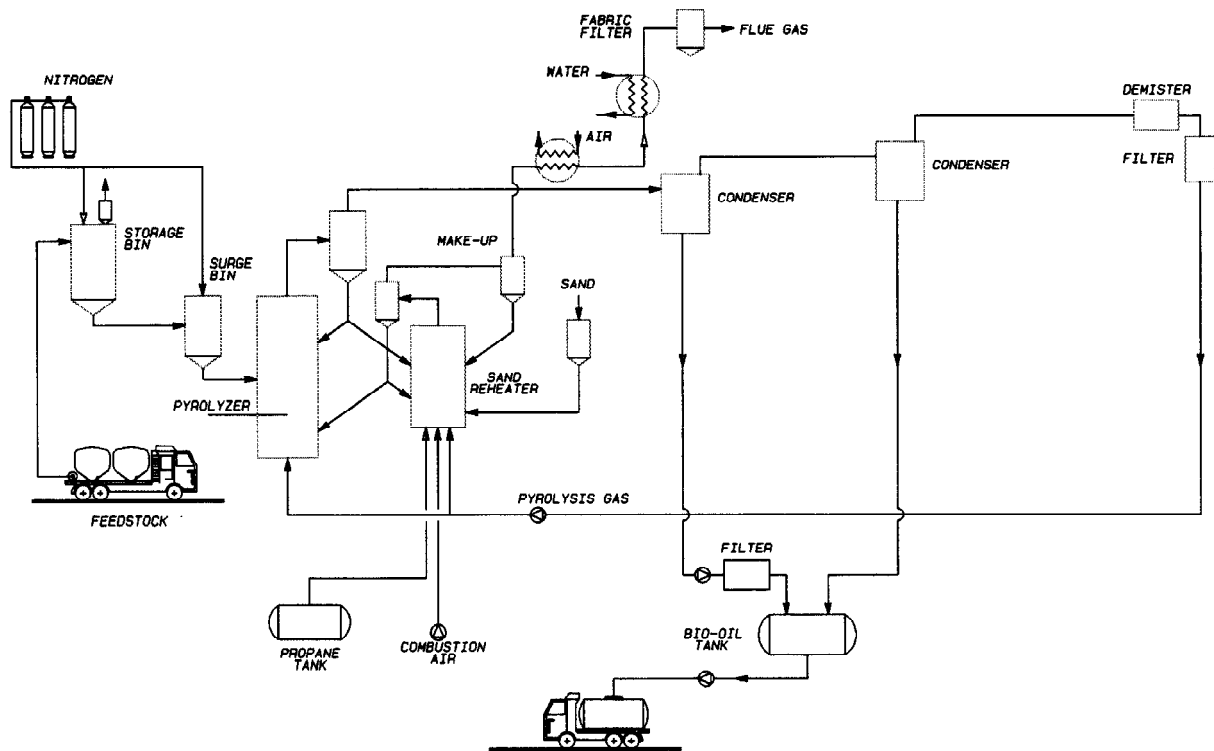 FABRIC
FILTER
FLUE GAS
NITROGEN
WATER
DEMISTER
AIR
FILTER
CONDENSER
CONDENSER
STORAGE
BIN
MAKE-UP
SURGE
BIN
SAND
SAND
REHEATER
PYROLYZER
PYROLYSIS GAS
FEEDSTOCK
FILTER
BIO-OIL
TANK
PROPANE
TANK
COMBUSTION
AIR